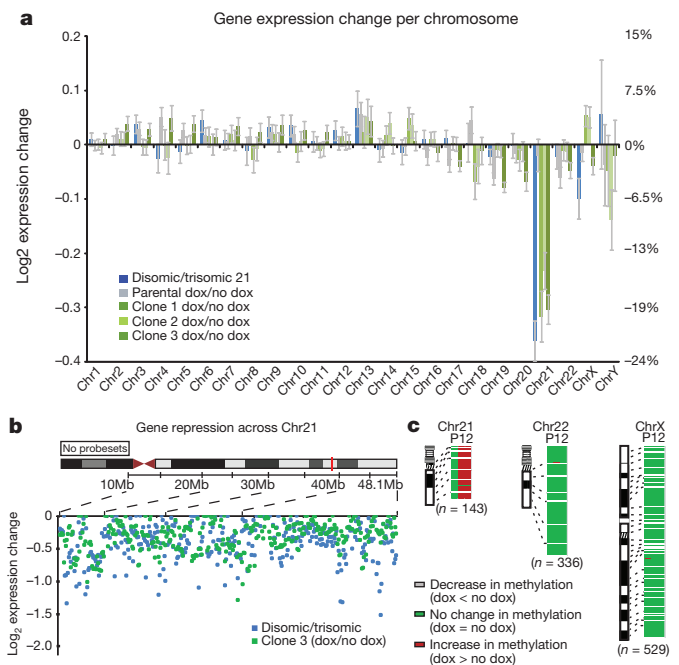 a
Gene expression change per chromosome
Log2 expression change
0.2
0.1
0
−0.1
−0.2
−0.3
−0.4
15%
7.5%
0%
−6.5%
−13%
−19%
−24%
Disomic/trisomic 21
Parental dox/no dox
Clone 1 dox/no dox
Clone 2 dox/no dox
Clone 3 dox/no dox
Chr1
Chr2
Chr3
Chr4
Chr5
Chr6
Chr7
Chr8
Chr9
Chr10
Chr11
Chr12
Chr13
Chr14
Chr15
Chr16
Chr17
Chr18
Chr19
Chr20
Chr21
Chr22
ChrX
ChrY
b
Gene repression across Chr21
No probesets
10Mb
20Mb
30Mb
40Mb
48.1Mb
Log2 expression change
0
−0.5
−1.0
−1.5
−2.0
Disomic/trisomic
Clone 3 (dox/no dox)
c
Chr21
P12
(n = 143)
Chr22
P12
(n = 336)
ChrX
P12
(n = 529)
Decrease in methylation
(dox < no dox)
No change in methylation
(dox = no dox)
Increase in methylation
(dox > no dox)